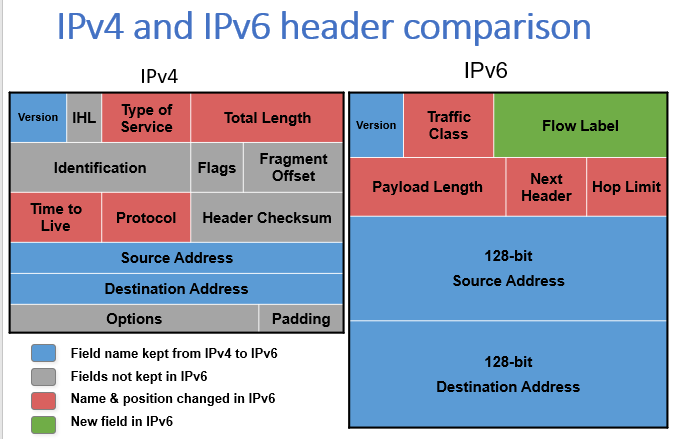 IPv4 and IPv6 header comparison
IPv4
Version
IHL
Type of
Service
Total Length
Identification
Flags
Fragment
Offset
Time to
Live
Protocol
Header Checksum
Source Address
Destination Address
Options
Padding
IPv6
Version
Traffic
Class
Flow Label
Payload Length
Next
Header
Hop Limit
128-bit
Source Address
128-bit
Destination Address
Field name kept from IPv4 to IPv6
Fields not kept in IPv6
Name & position changed in IPv6
New field in IPv6